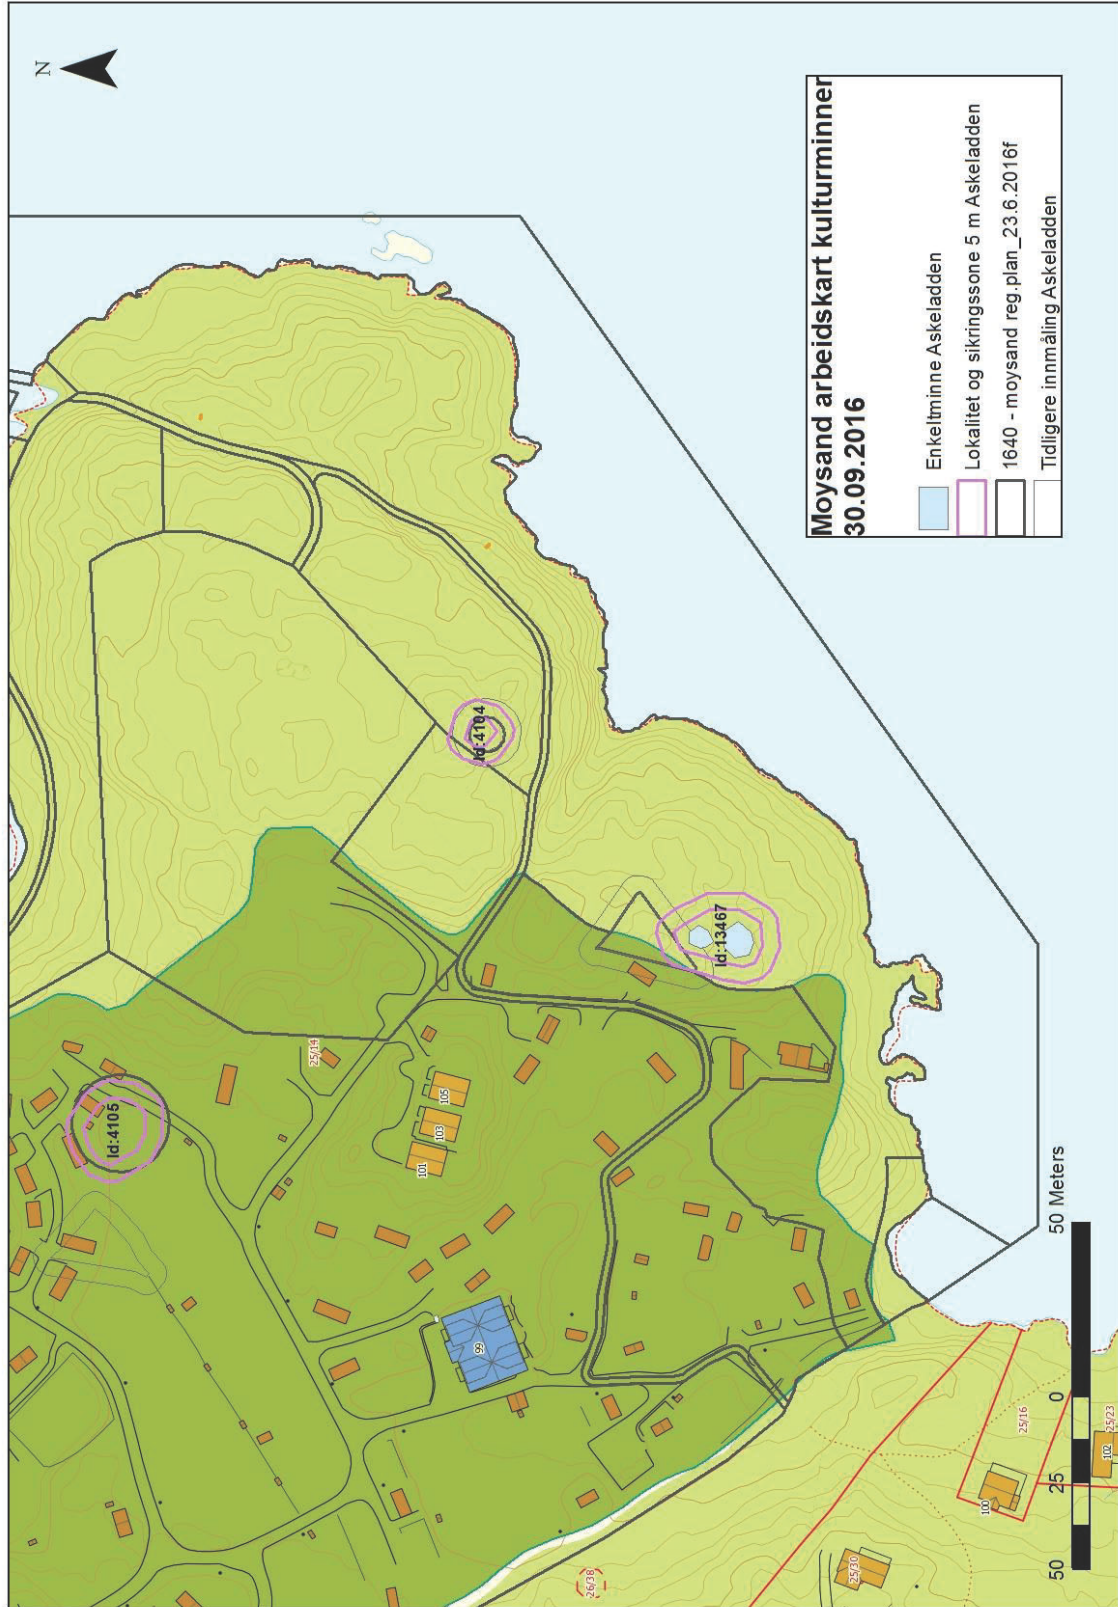 N
Moysand arbeidskart kulturminner
30.09.2016
Enkeltminne Askeladden
Lokalitet og sikringssone 5 m Askeladden
1640 - moysand reg.plan_23.6.2016f
Tidligere innmåling Askeladden
Id:4105
Id:4104
Id:13467
25/14
105
103
101
99
26/38
25/30
100
25/16
25/23
102
50 25 0 50 Meters